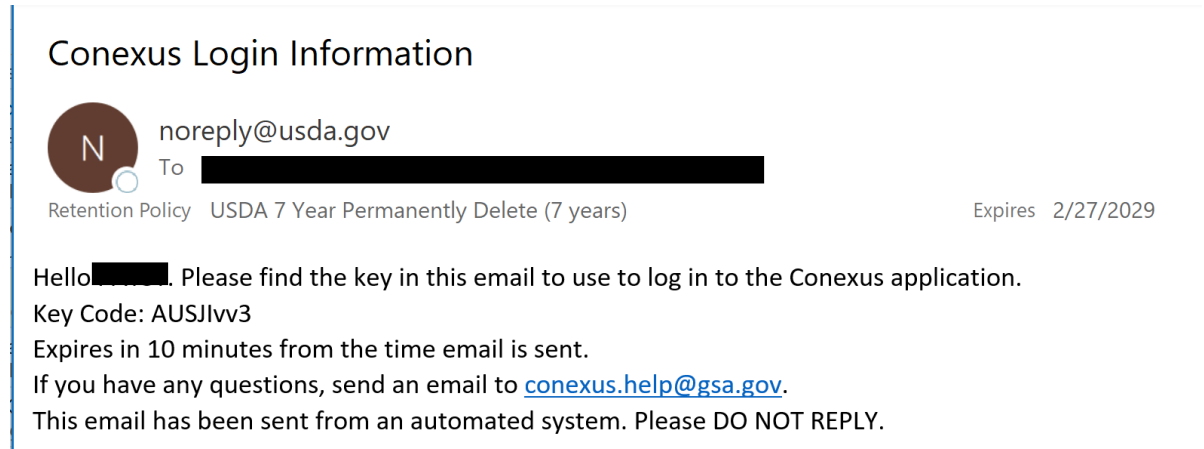 Conexus Login Information
N
noreply@usda.gov
To
Retention Policy USDA 7 Year Permanently Delete (7 years) Expires 2/27/2029
Hello . Please find the key in this email to use to log in to the Conexus application.
Key Code: AUSJIvv3
Expires in 10 minutes from the time email is sent.
If you have any questions, send an email to conexus.help@gsa.gov.
This email has been sent from an automated system. Please DO NOT REPLY.